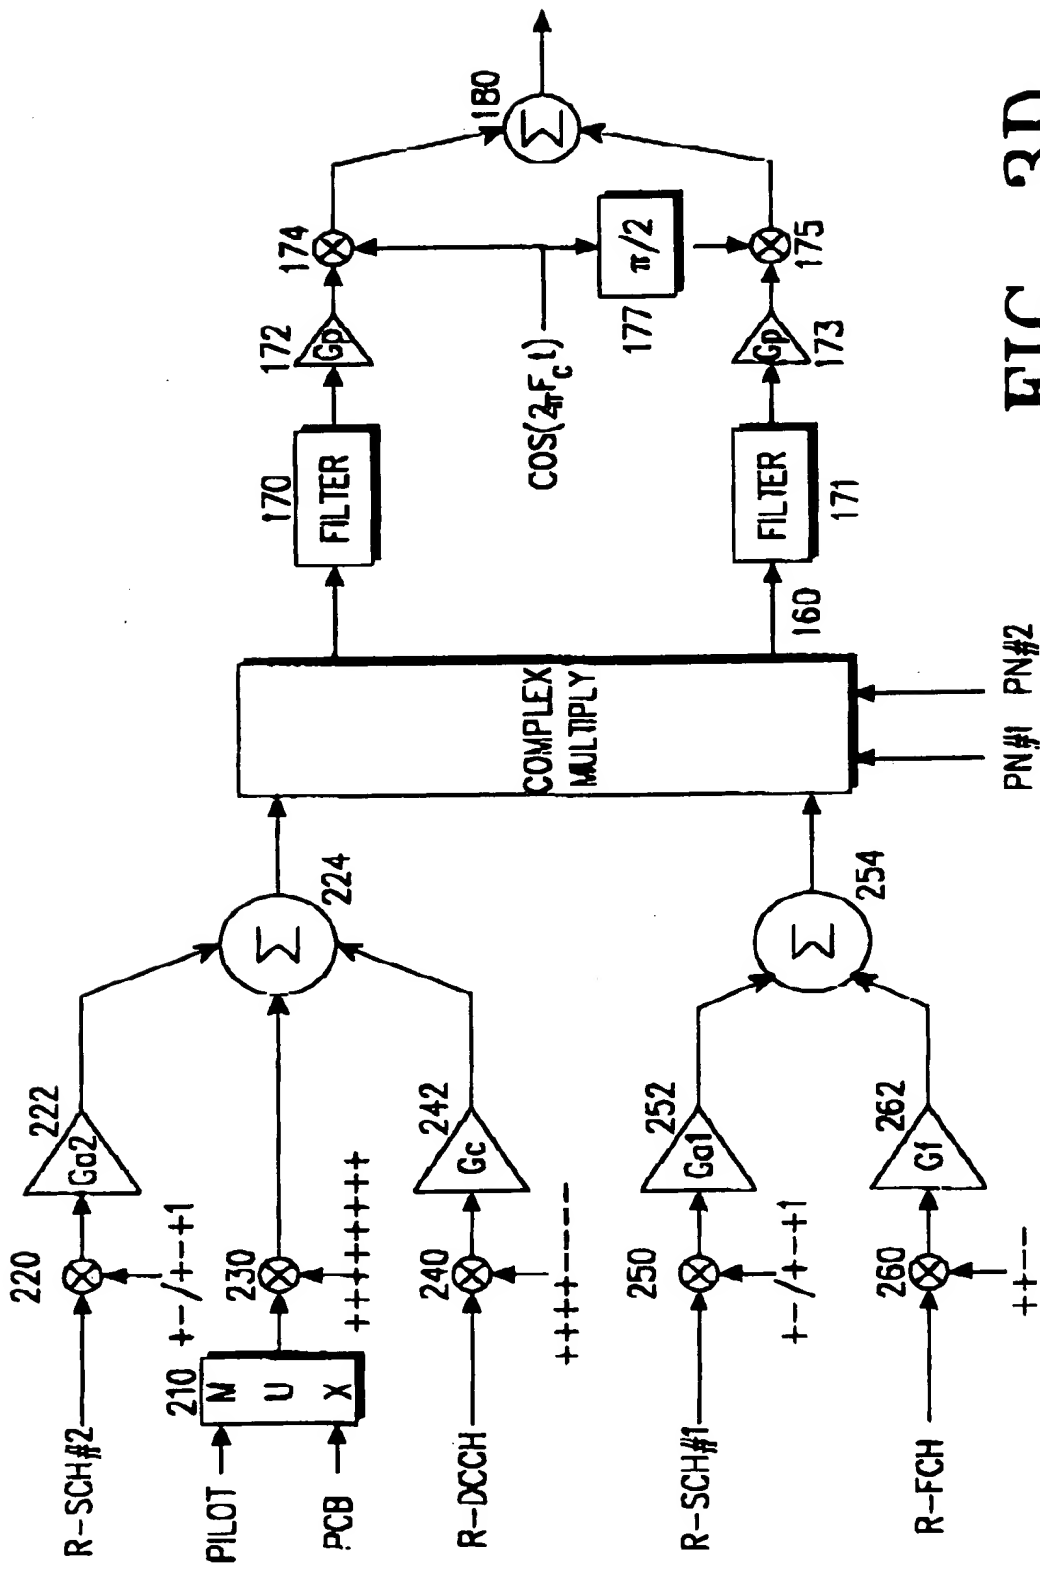 R-SCH#2
220
+-/+--+1
Ga2
222
PILOT
PCB
210
M
U
X
230
++++++++
224
Σ
R-DCCH
240
++++----
Gc
242
R-SCH#1
250
+-/+--+1
Ga1
252
Σ
254
R-FCH
260
++--
Gf
262
COMPLEX
MULTIPLY
160
PN#1
PN#2
170
FILTER
172
Gp
174
COS(2πFct)
177
π/2
FILTER
171
Gp
173
175
180
Σ
FIG. 3D